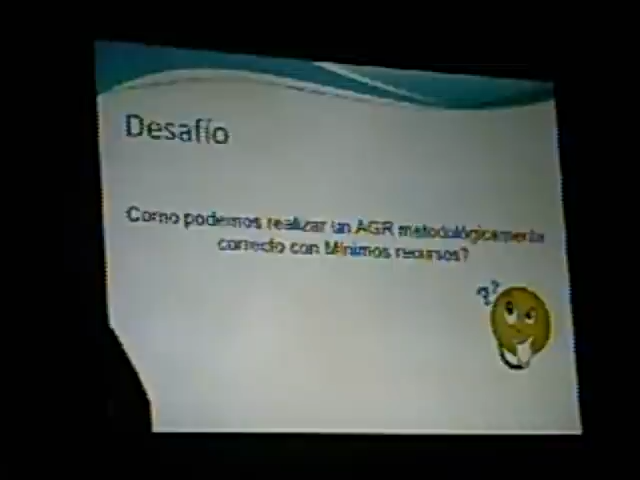 Desafío
Como podemos realizar un AGR metodológicamente
correcto con Mínimos recursos?
??